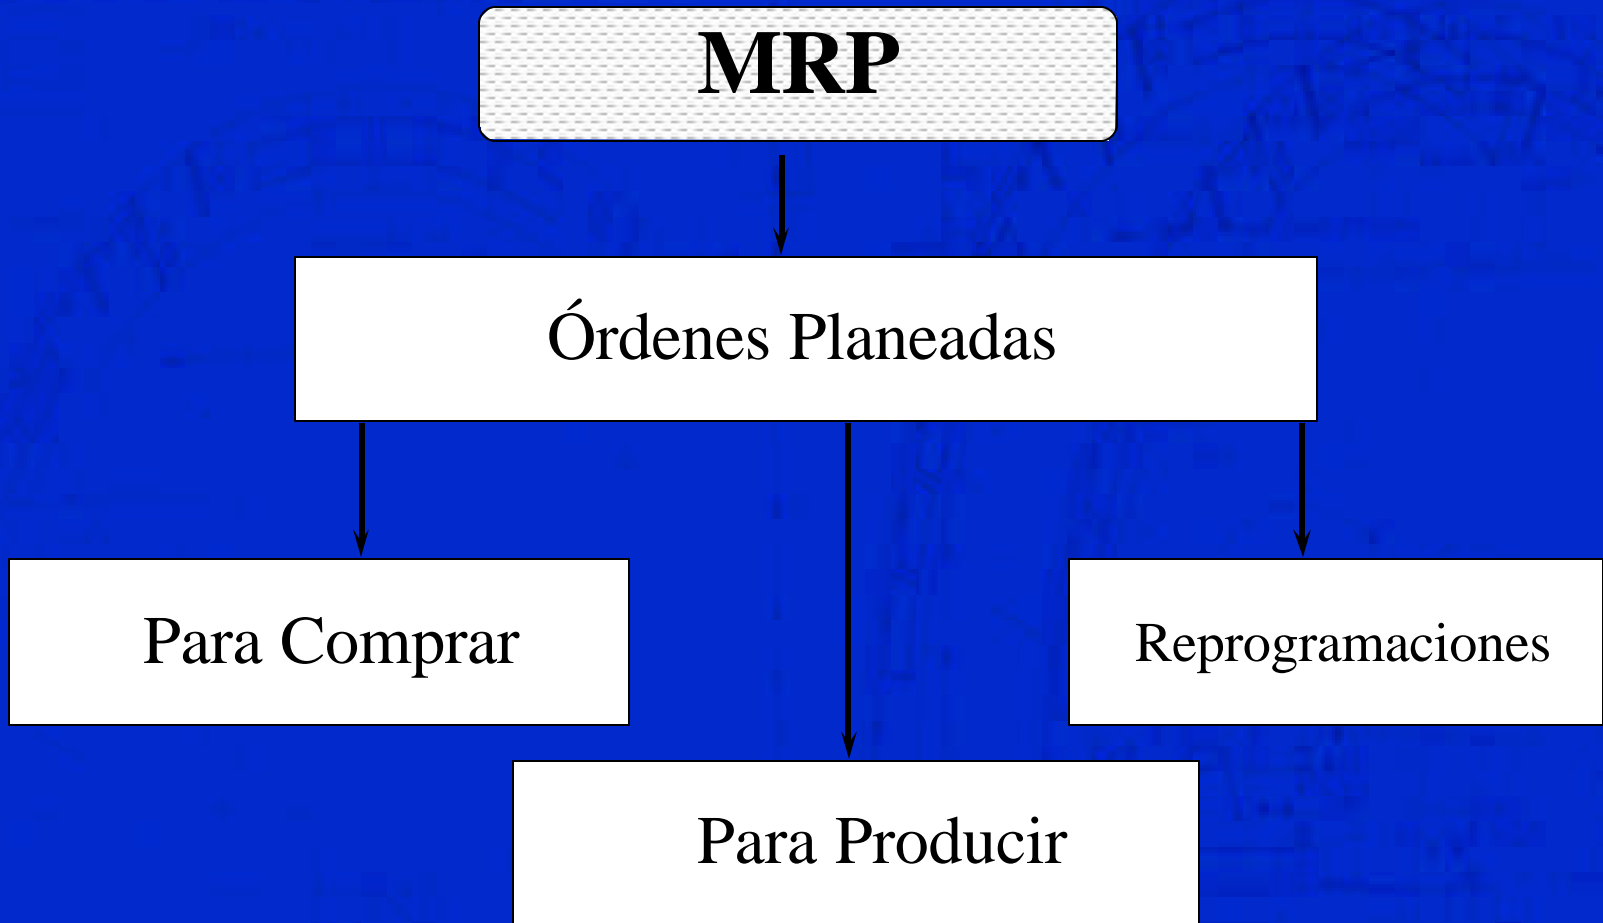 MRP
Órdenes Planeadas
Para Comprar
Reprogramaciones
Para Producir